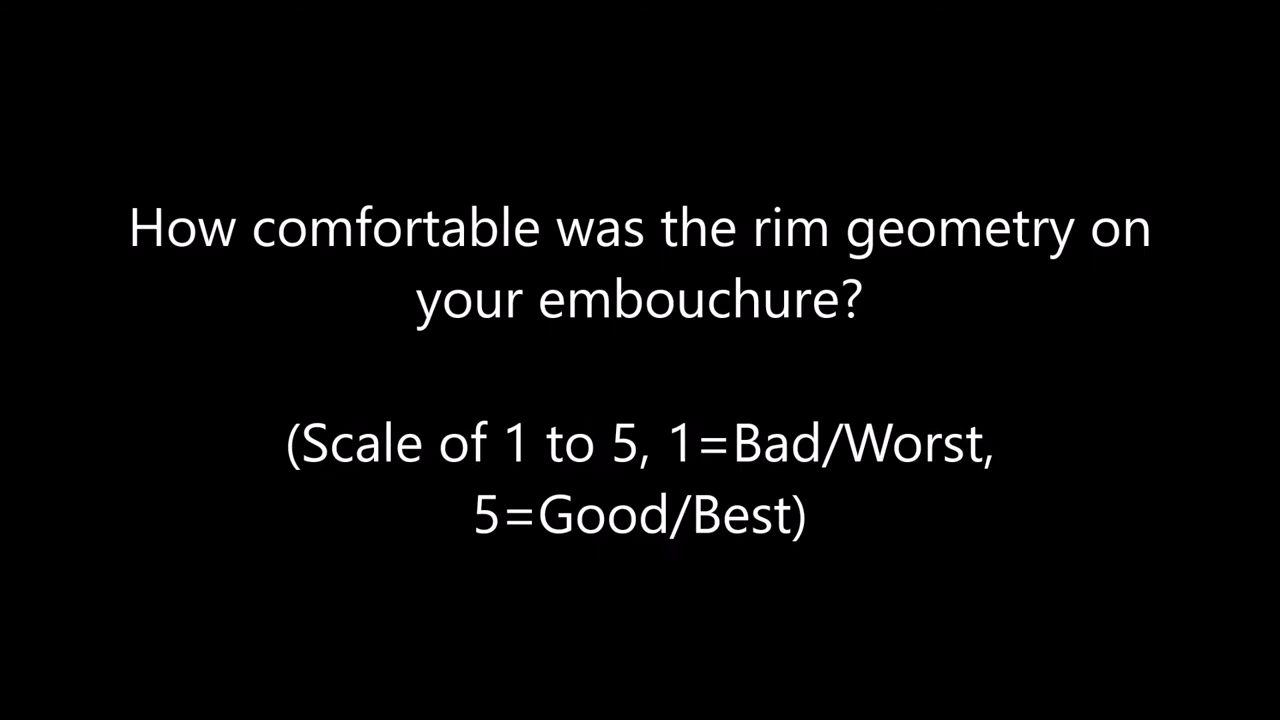 How comfortable was the rim geometry on
your embouchure?
(Scale of 1 to 5, 1=Bad/Worst,
5=Good/Best)